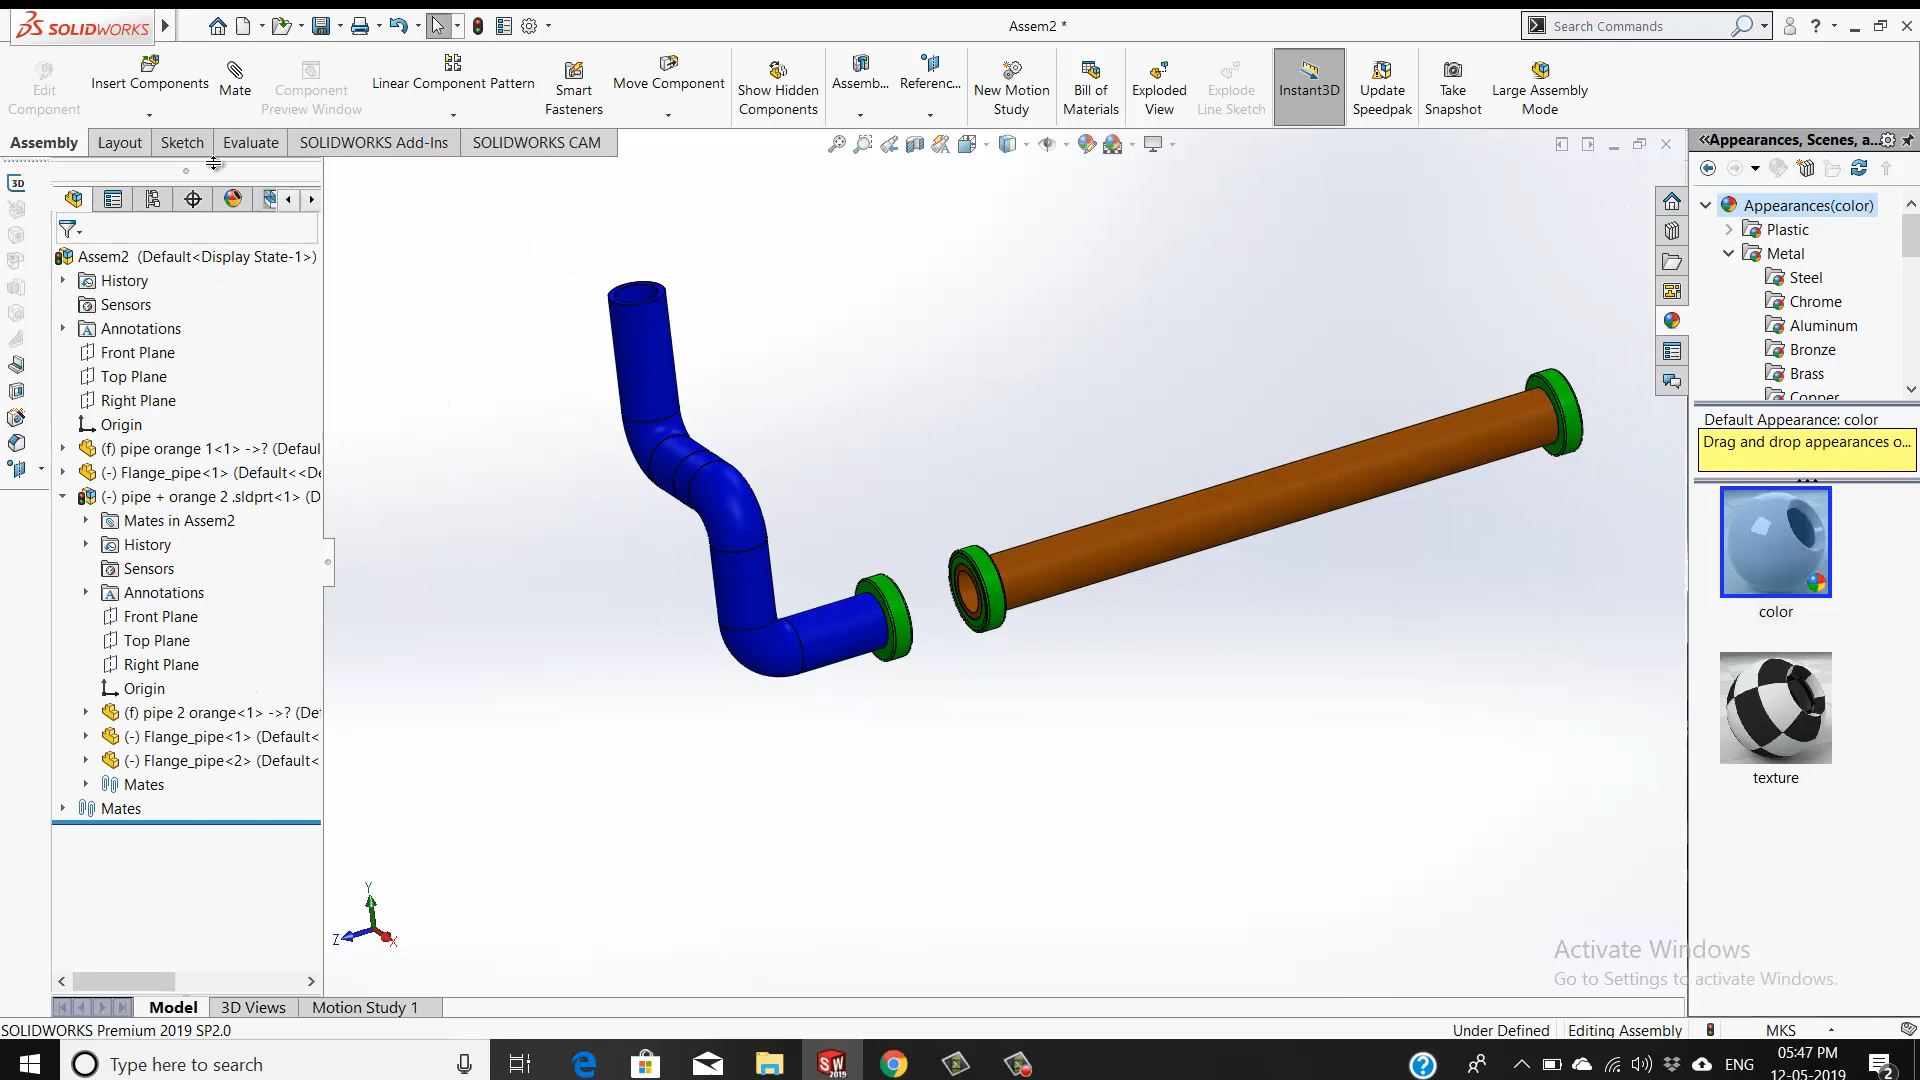 SOLIDWORKS
Assem2 *
Search Commands
Edit Component
Insert Components
Mate
Component Preview Window
Linear Component Pattern
Smart Fasteners
Move Component
Show Hidden Components
Assemb...
Referenc...
New Motion Study
Bill of Materials
Exploded View
Explode Line Sketch
Instant3D
Update Speedpak
Take Snapshot
Large Assembly Mode
Assembly
Layout
Sketch
Evaluate
SOLIDWORKS Add-Ins
SOLIDWORKS CAM
3D
Assem2 (Default<Display State-1>)
History
Sensors
Annotations
Front Plane
Top Plane
Right Plane
Origin
(f) pipe orange 1<1> ->? (Defaul
(-) Flange_pipe<1> (Default<<De
(-) pipe + orange 2 .sldprt<1> (D
Mates in Assem2
History
Sensors
Annotations
Front Plane
Top Plane
Right Plane
Origin
(f) pipe 2 orange<1> ->? (De
(-) Flange_pipe<1> (Default<
(-) Flange_pipe<2> (Default<
Mates
Mates
Y
Z
X
Appearances, Scenes, a...
Appearances(color)
Plastic
Metal
Steel
Chrome
Aluminum
Bronze
Brass
Copper
Default Appearance: color
Drag and drop appearances o...
color
texture
Activate Windows
Go to Settings to activate Windows.
Model
3D Views
Motion Study 1
SOLIDWORKS Premium 2019 SP2.0
Under Defined
Editing Assembly
MKS
Type here to search
SW
2019
ENG
05:47 PM
12-05-2019
2